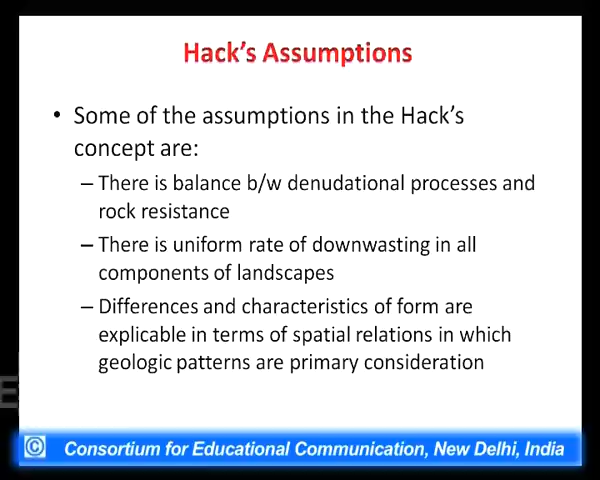 Hack's Assumptions
• Some of the assumptions in the Hack's
concept are:
– There is balance b/w denudational processes and
rock resistance
– There is uniform rate of downwasting in all
components of landscapes
– Differences and characteristics of form are
explicable in terms of spatial relations in which
geologic patterns are primary consideration
© Consortium for Educational Communication, New Delhi, India